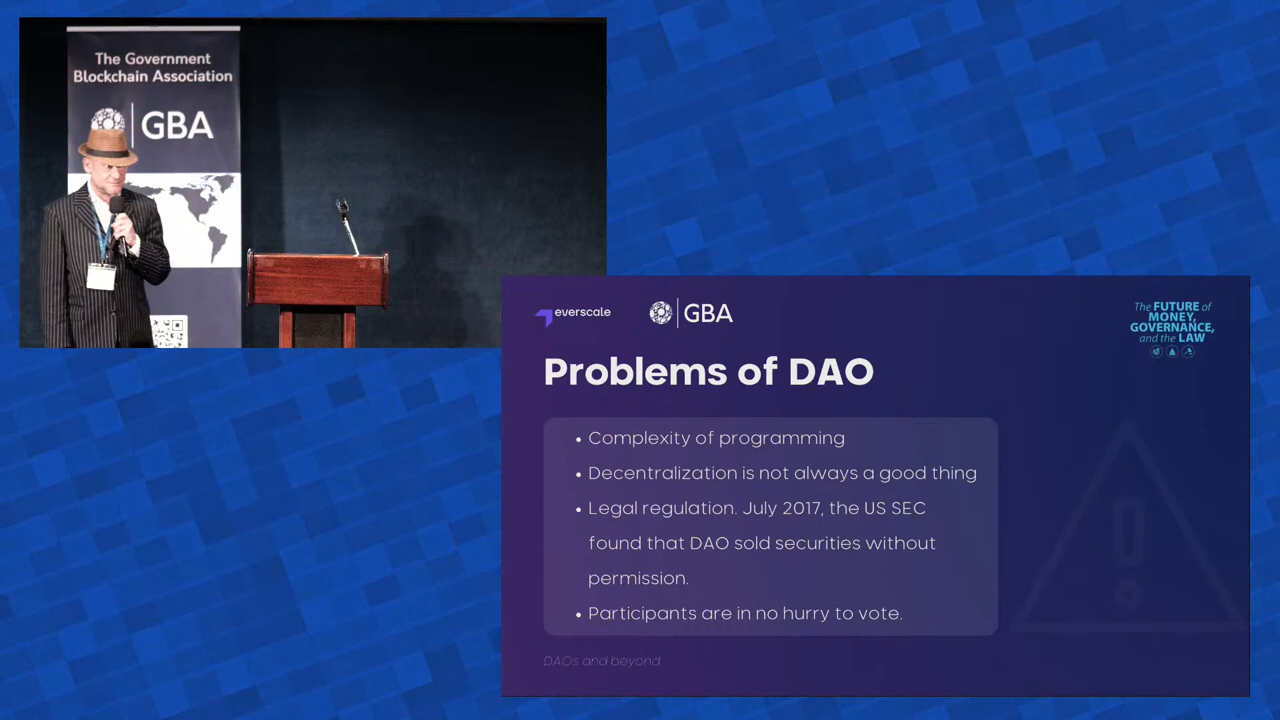 The Government
Blockchain Association
GBA
everscale
GBA
The FUTURE of
MONEY,
GOVERNANCE,
and the LAW
Problems of DAO
• Complexity of programming
• Decentralization is not always a good thing
• Legal regulation. July 2017, the US SEC
found that DAO sold securities without
permission.
• Participants are in no hurry to vote.
DAOs and beyond